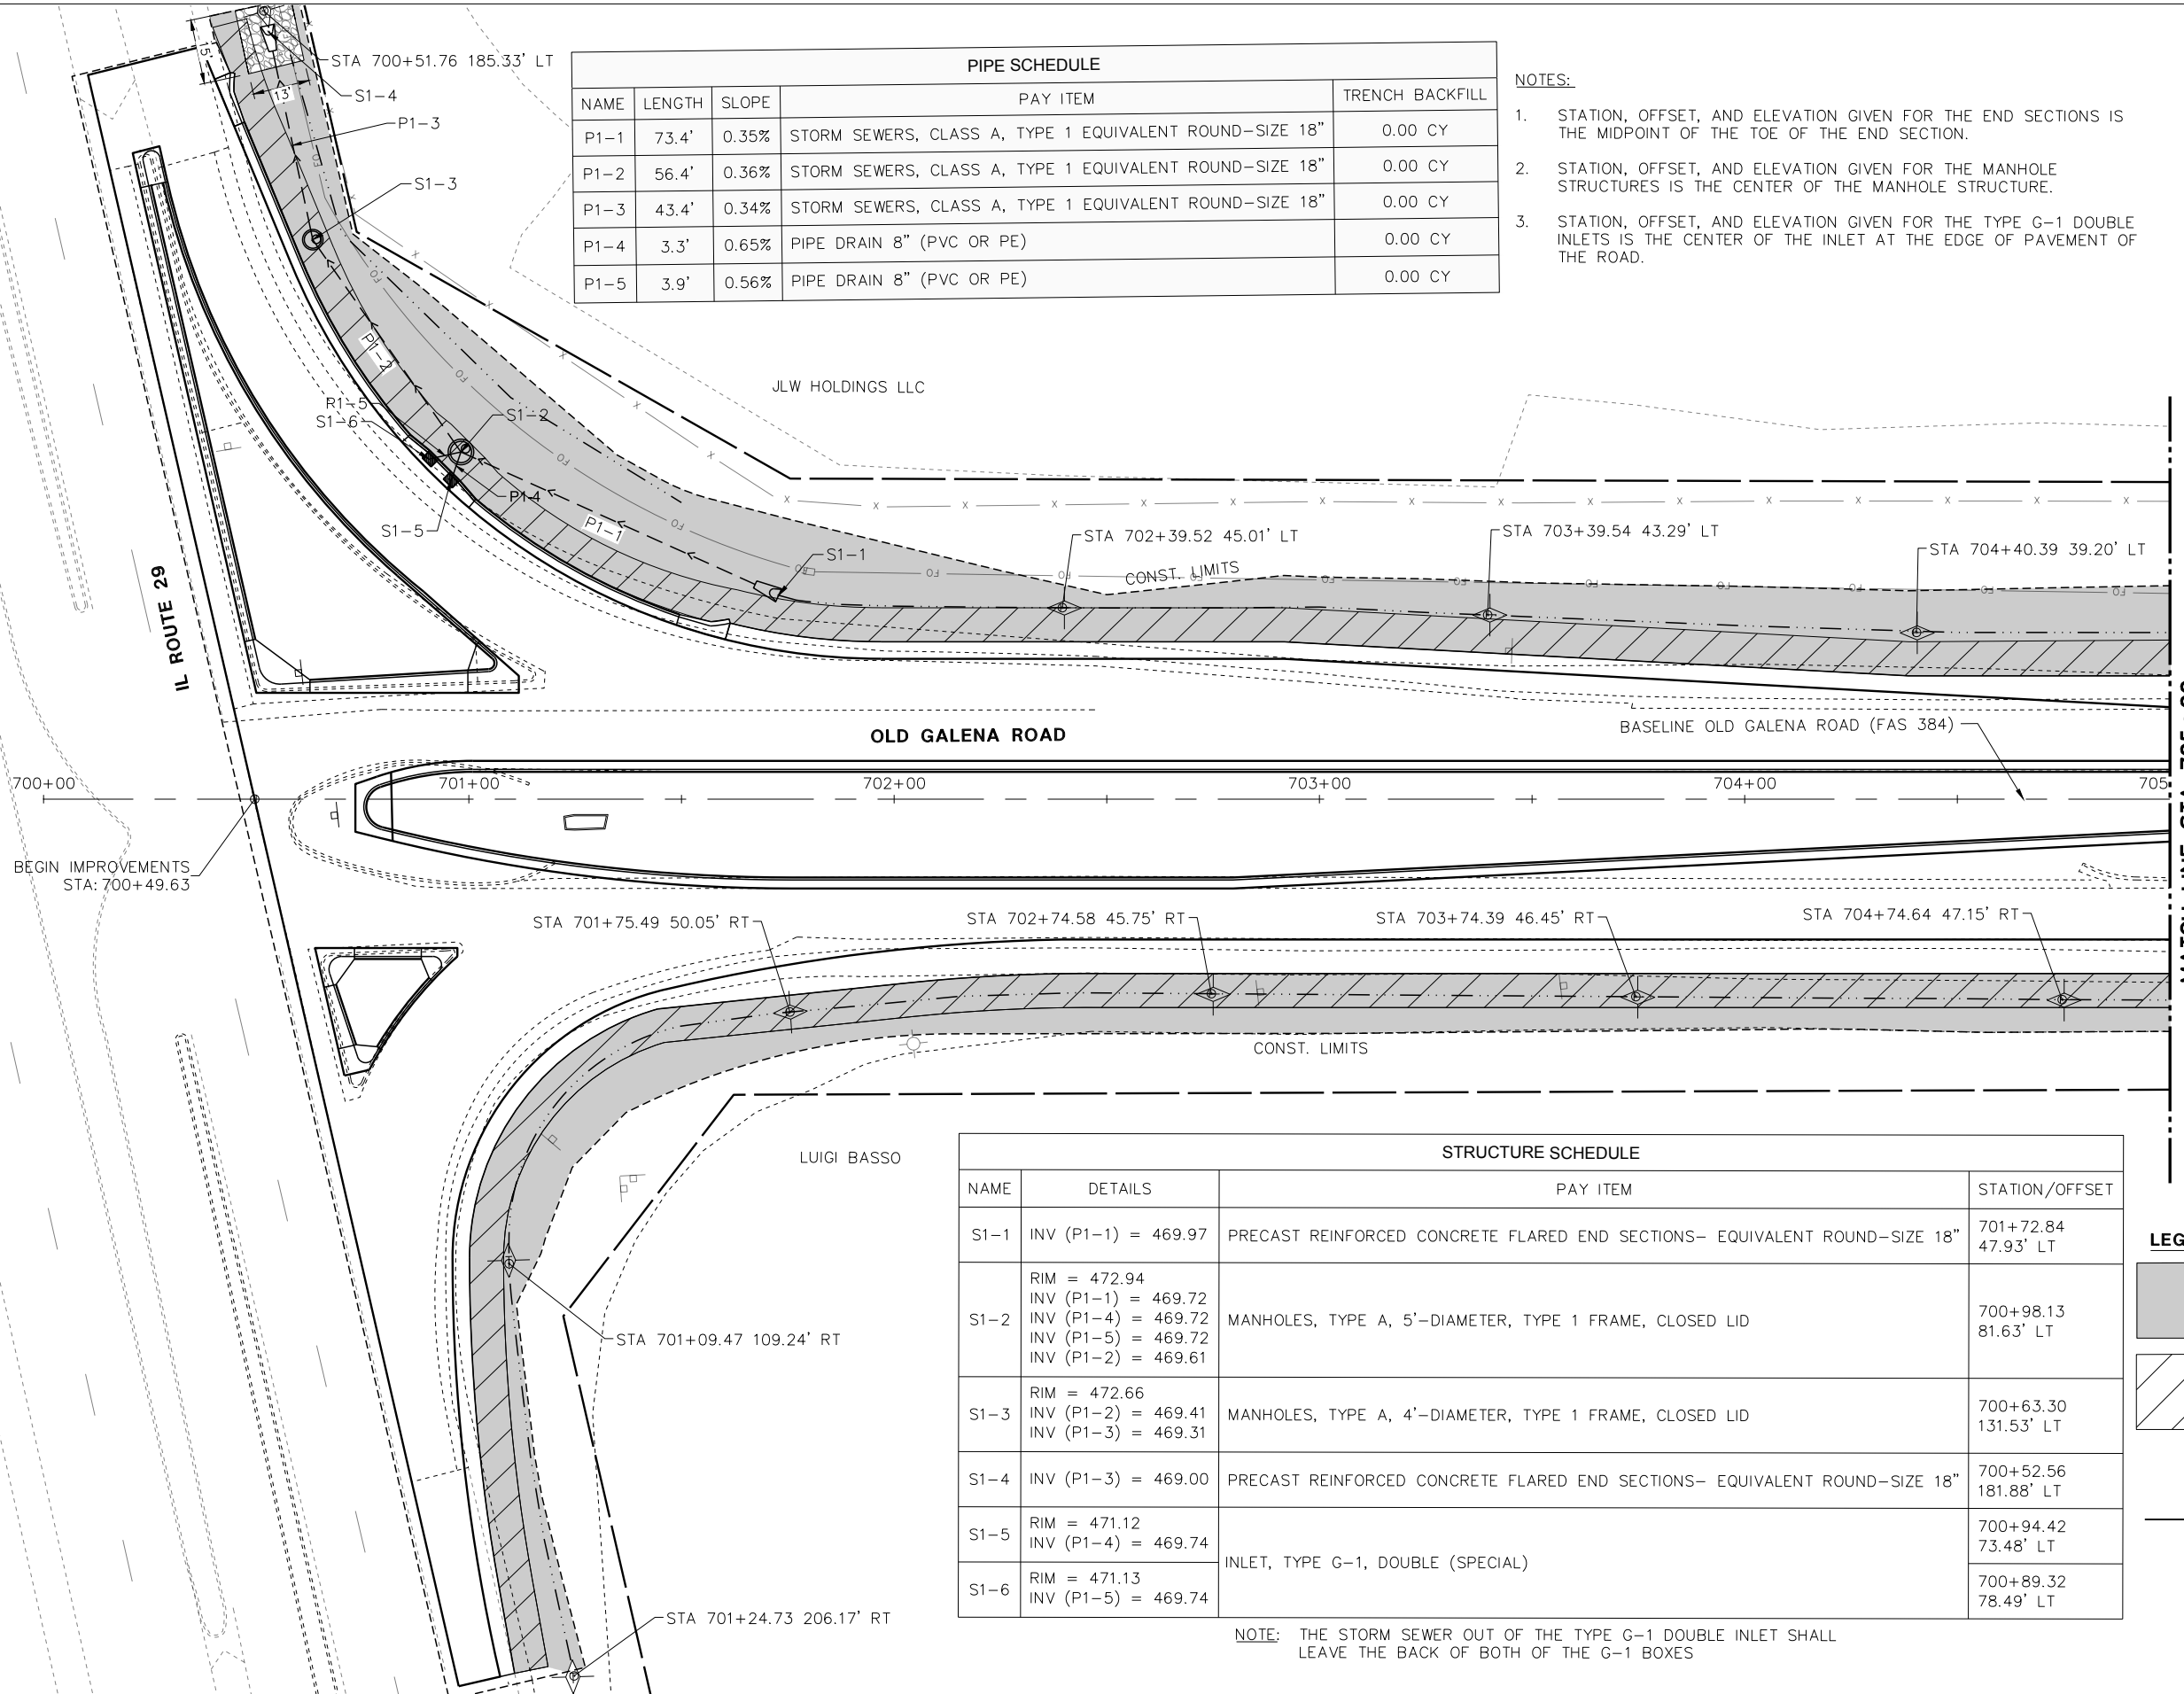 STA 700+51.76 185.33' LT
S1-4
P1-3
S1-3
15'
13'
PIPE SCHEDULE
NAME LENGTH SLOPE PAY ITEM TRENCH BACKFILL
P1-1 73.4' 0.35% STORM SEWERS, CLASS A, TYPE 1 EQUIVALENT ROUND-SIZE 18" 0.00 CY
P1-2 56.4' 0.36% STORM SEWERS, CLASS A, TYPE 1 EQUIVALENT ROUND-SIZE 18" 0.00 CY
P1-3 43.4' 0.34% STORM SEWERS, CLASS A, TYPE 1 EQUIVALENT ROUND-SIZE 18" 0.00 CY
P1-4 3.3' 0.65% PIPE DRAIN 8" (PVC OR PE) 0.00 CY
P1-5 3.9' 0.56% PIPE DRAIN 8" (PVC OR PE) 0.00 CY
NOTES:
1. STATION, OFFSET, AND ELEVATION GIVEN FOR THE END SECTIONS IS
THE MIDPOINT OF THE TOE OF THE END SECTION.
2. STATION, OFFSET, AND ELEVATION GIVEN FOR THE MANHOLE
STRUCTURES IS THE CENTER OF THE MANHOLE STRUCTURE.
3. STATION, OFFSET, AND ELEVATION GIVEN FOR THE TYPE G-1 DOUBLE
INLETS IS THE CENTER OF THE INLET AT THE EDGE OF PAVEMENT OF
THE ROAD.
P1-2
JLW HOLDINGS LLC
R1-5
S1-6
S1-2
P1-4
S1-5
P1-1
S1-1
FO FO FO FO FO FO FO FO FO FO FO FO FO FO FO FO
STA 702+39.52 45.01' LT
STA 703+39.54 43.29' LT
STA 704+40.39 39.20' LT
CONST. LIMITS
IL ROUTE 29
OLD GALENA ROAD
BASELINE OLD GALENA ROAD (FAS 384)
700+00 701+00 702+00 703+00 704+00 705
BEGIN IMPROVEMENTS
STA: 700+49.63
STA 701+75.49 50.05' RT
STA 702+74.58 45.75' RT
STA 703+74.39 46.45' RT
STA 704+74.64 47.15' RT
CONST. LIMITS
LUIGI BASSO
STA 701+09.47 109.24' RT
STA 701+24.73 206.17' RT
STRUCTURE SCHEDULE
NAME DETAILS PAY ITEM STATION/OFFSET
S1-1 INV (P1-1) = 469.97 PRECAST REINFORCED CONCRETE FLARED END SECTIONS- EQUIVALENT ROUND-SIZE 18" 701+72.84
47.93' LT
S1-2 RIM = 472.94
INV (P1-1) = 469.72
INV (P1-4) = 469.72
INV (P1-5) = 469.72
INV (P1-2) = 469.61
MANHOLES, TYPE A, 5'-DIAMETER, TYPE 1 FRAME, CLOSED LID
700+98.13
81.63' LT
S1-3 RIM = 472.66
INV (P1-2) = 469.41
INV (P1-3) = 469.31
MANHOLES, TYPE A, 4'-DIAMETER, TYPE 1 FRAME, CLOSED LID
700+63.30
131.53' LT
S1-4 INV (P1-3) = 469.00 PRECAST REINFORCED CONCRETE FLARED END SECTIONS- EQUIVALENT ROUND-SIZE 18" 700+52.56
181.88' LT
S1-5 RIM = 471.12
INV (P1-4) = 469.74
700+94.42
73.48' LT
INLET, TYPE G-1, DOUBLE (SPECIAL)
S1-6 RIM = 471.13
INV (P1-5) = 469.74
700+89.32
78.49' LT
NOTE: THE STORM SEWER OUT OF THE TYPE G-1 DOUBLE INLET SHALL
LEAVE THE BACK OF BOTH OF THE G-1 BOXES
LEG